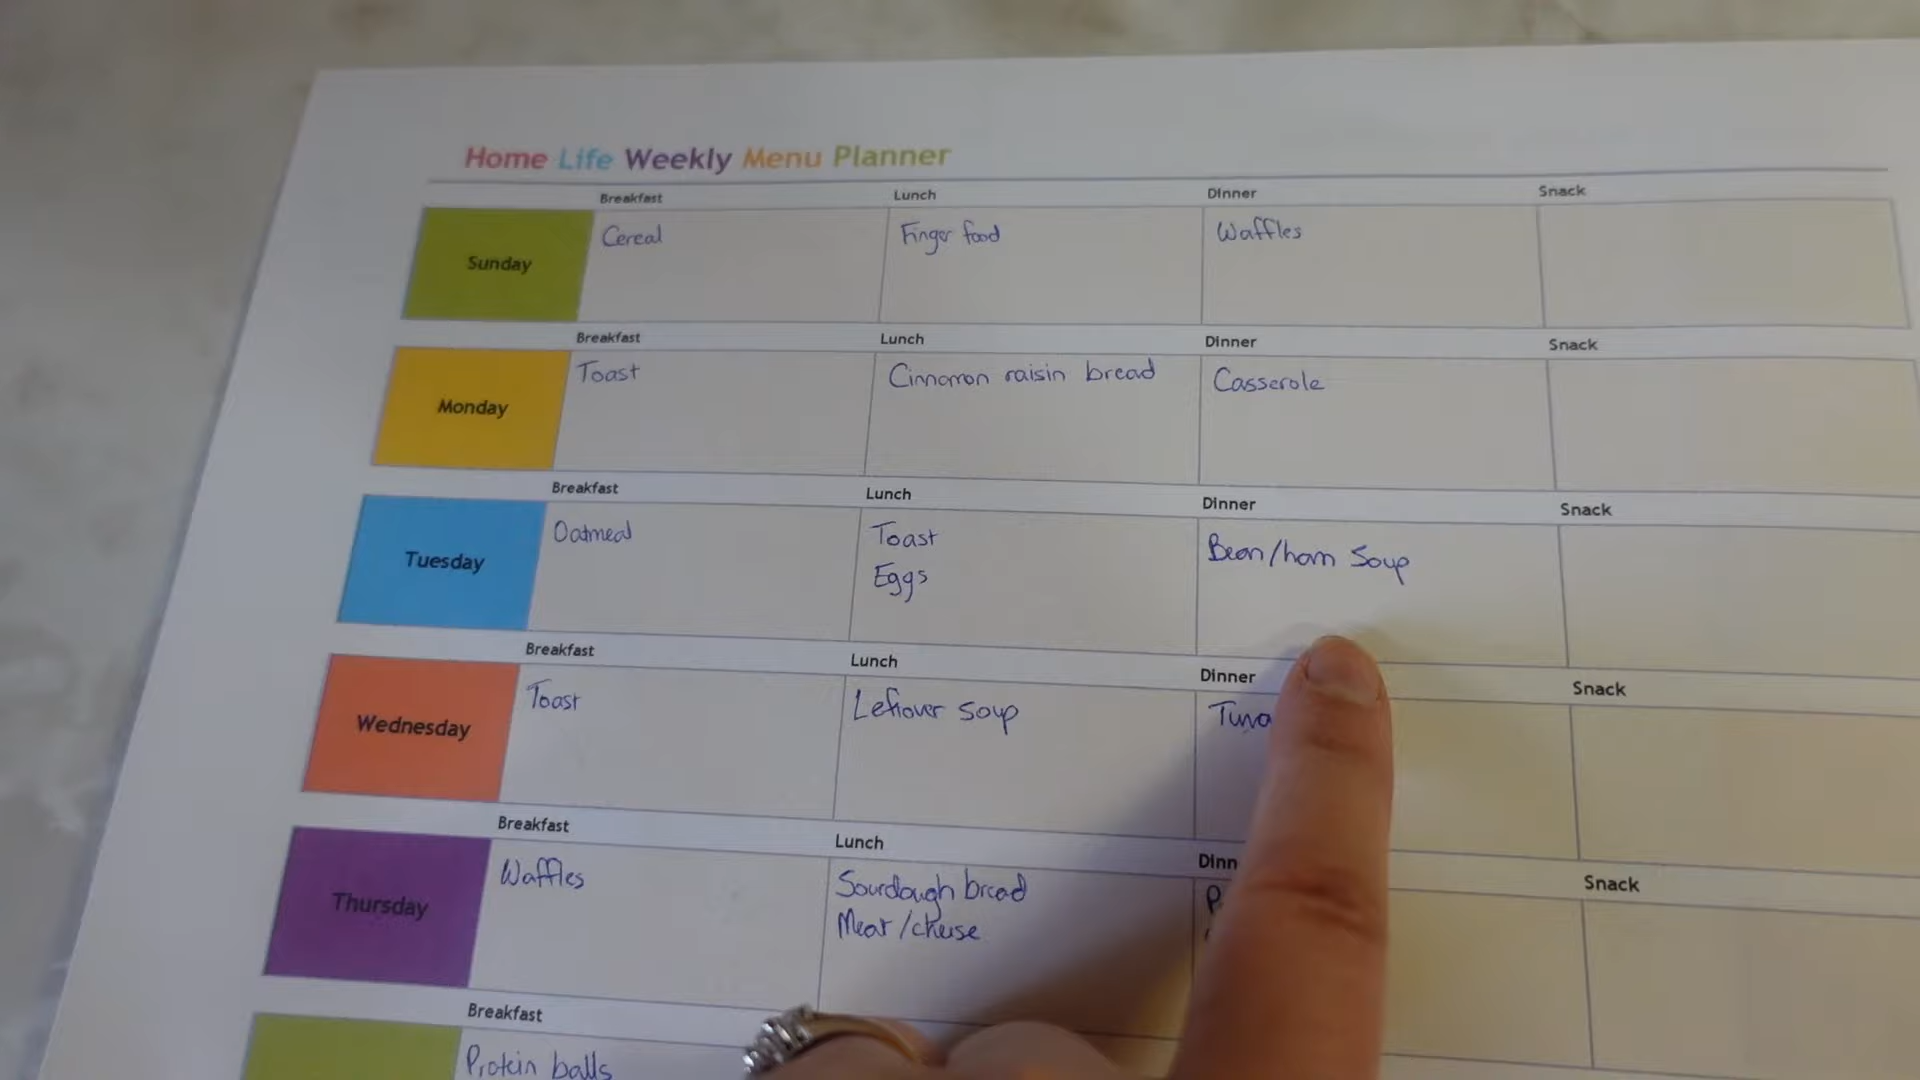 Home Life Weekly Menu Planner
Breakfast Lunch Dinner Snack
Sunday Cereal Finger food Waffles
Breakfast Lunch Dinner Snack
Monday Toast Cinnamon raisin bread Casserole
Breakfast Lunch Dinner Snack
Tuesday Oatmeal Toast Bean/ham Soup
Eggs
Breakfast Lunch Dinner Snack
Wednesday Toast Leftover soup Tuna
Breakfast Lunch Dinn Snack
Thursday Waffles Sourdough bread
Meat/cheese
Breakfast
Protein balls